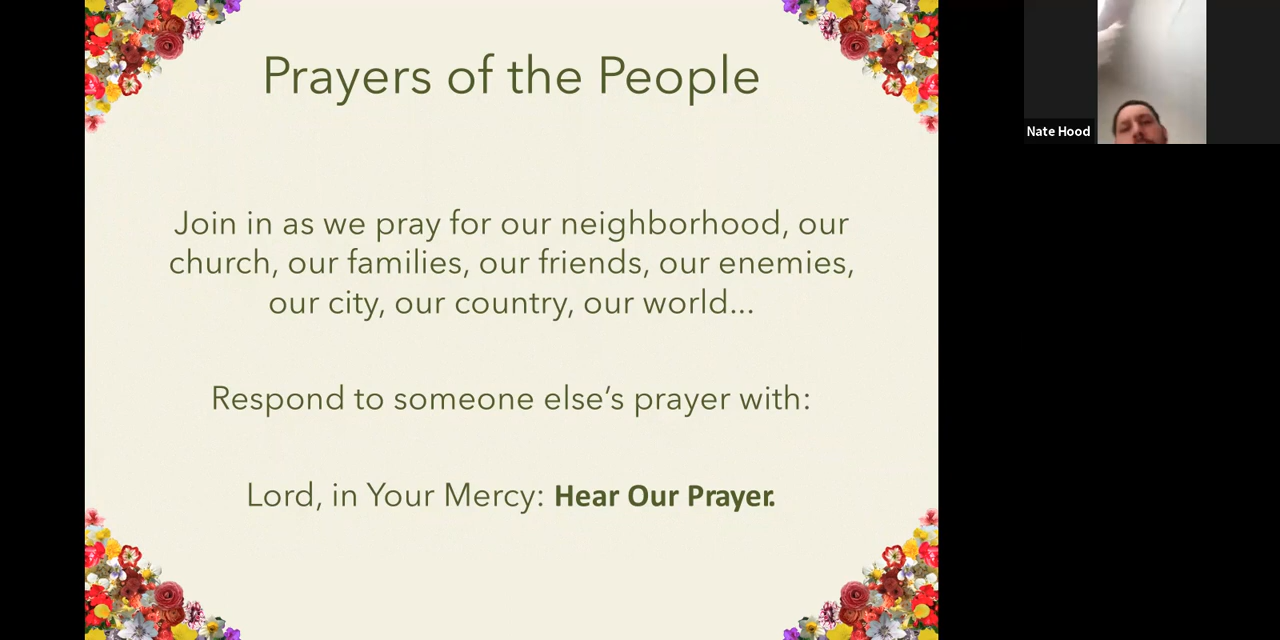 Prayers of the People
Nate Hood
Join in as we pray for our neighborhood, our
church, our families, our friends, our enemies,
our city, our country, our world...
Respond to someone else’s prayer with:
Lord, in Your Mercy: Hear Our Prayer.